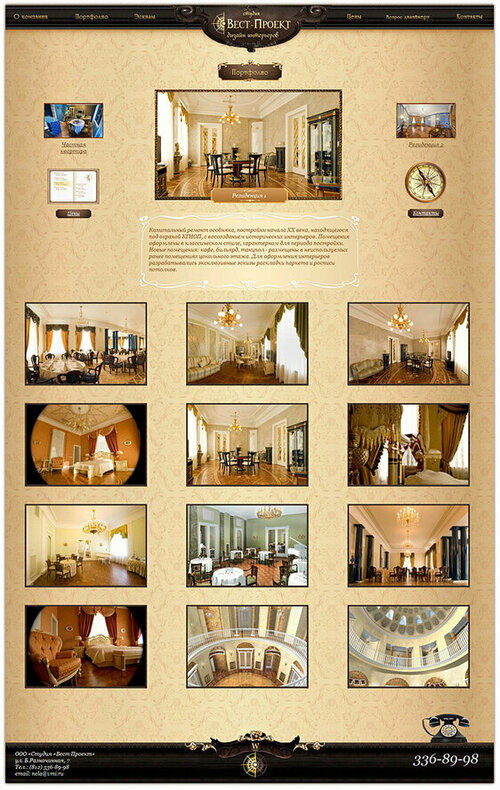 О компании
Портфолио
Эскизы
студия
Вест-Проект
дизайн интерьеров
Цены
Вопрос дизайнеру
Контакты
Портфолио
Частная
квартира
Резиденция 2
Резиденция 1
Цены
Контакты
Капитальный ремонт особняка, постройки начала XX века, находящегося
под охраной КГИОП, с воссозданием исторических интерьеров. Помещения
оформлены в классическом стиле, характерном для периода постройки.
Новые помещения: кафе, бильярд, танцпол - размещены в неиспользуемых
ранее помещениях цокольного этажа. Для оформления интерьеров
разрабатывались эксклюзивные эскизы раскладки паркета и росписи
потолков.
W
ООО «Студия «Вест Проект»
ул. Б.Разночинная, 7
Тел.: (812) 336-89-98
email: nela@vmi.ru
336-89-98